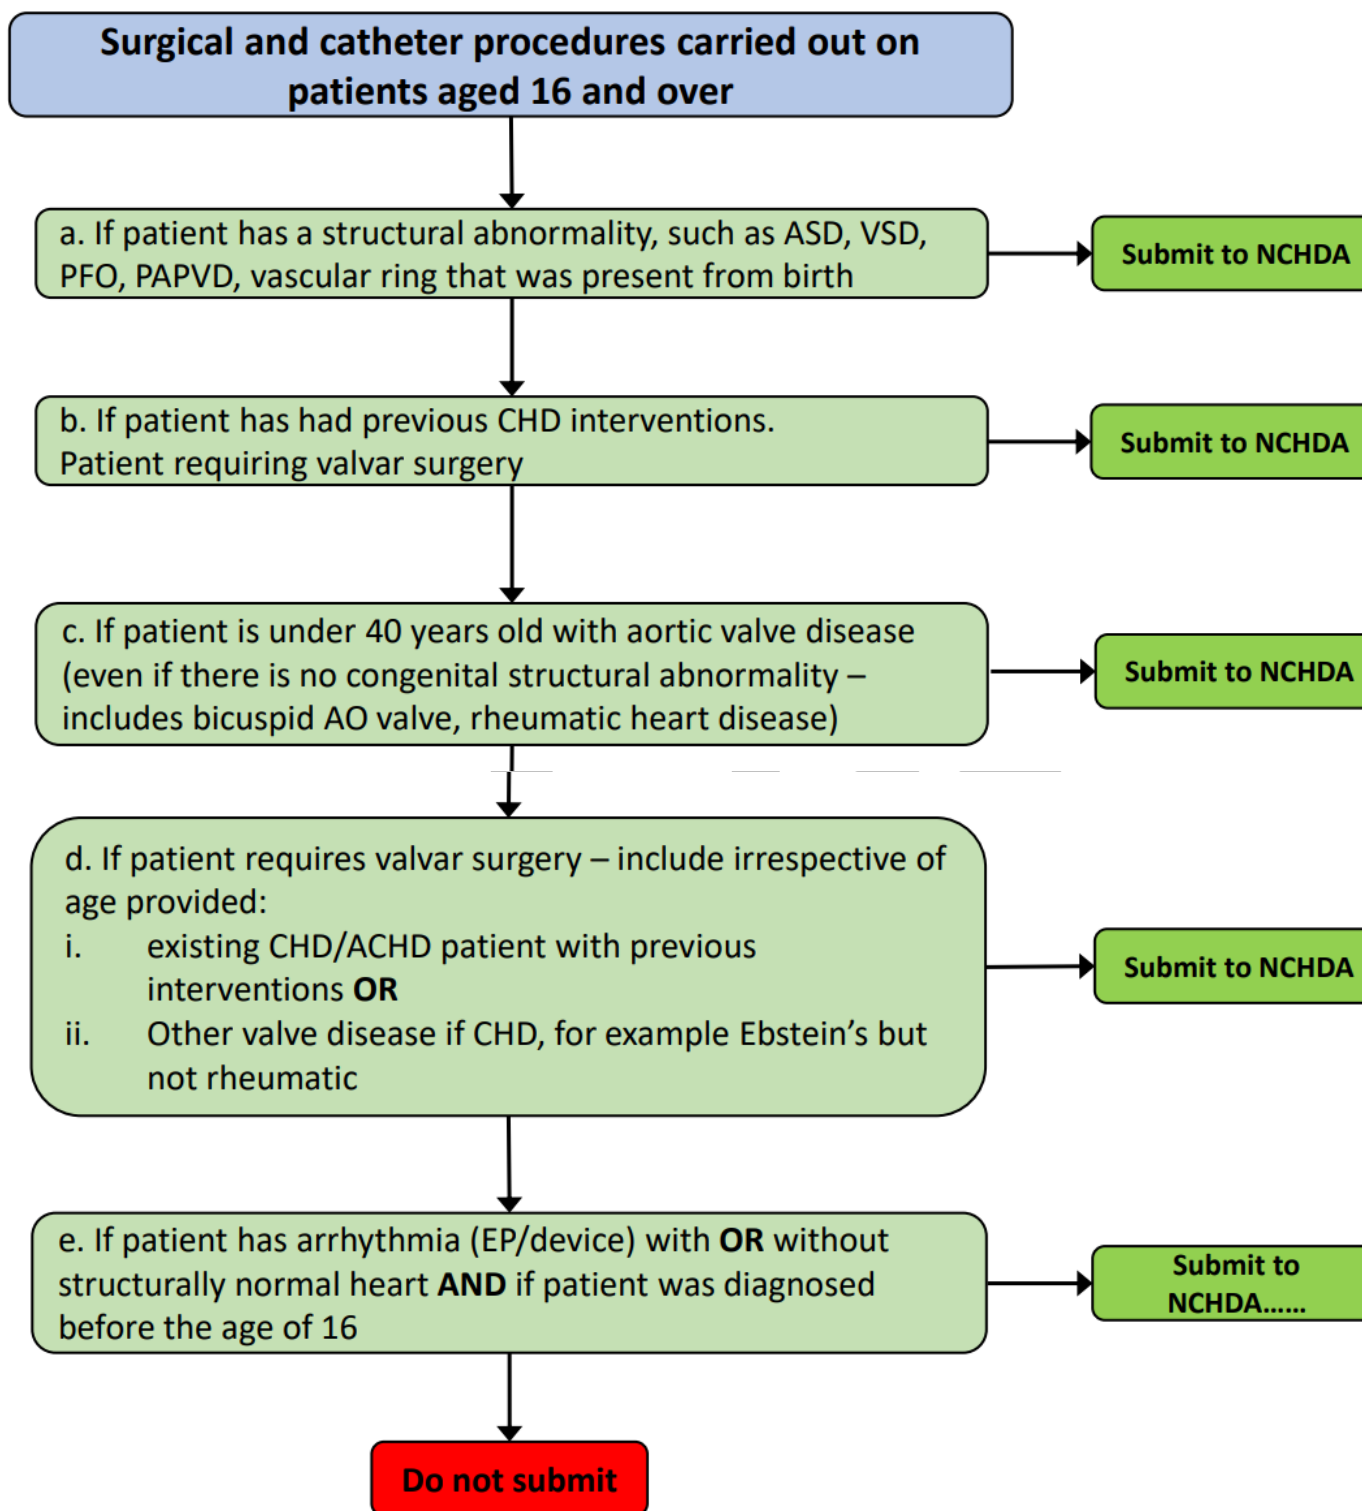 Surgical and catheter procedures carried out on
patients aged 16 and over
a. If patient has a structural abnormality, such as ASD, VSD,
PFO, PAPVD, vascular ring that was present from birth
Submit to NCHDA
b. If patient has had previous CHD interventions.
Patient requiring valvar surgery
Submit to NCHDA
c. If patient is under 40 years old with aortic valve disease
(even if there is no congenital structural abnormality –
includes bicuspid AO valve, rheumatic heart disease)
Submit to NCHDA
d. If patient requires valvar surgery – include irrespective of
age provided:
i. existing CHD/ACHD patient with previous
interventions OR
ii. Other valve disease if CHD, for example Ebstein’s but
not rheumatic
Submit to NCHDA
e. If patient has arrhythmia (EP/device) with OR without
structurally normal heart AND if patient was diagnosed
before the age of 16
Submit to
NCHDA......
Do not submit